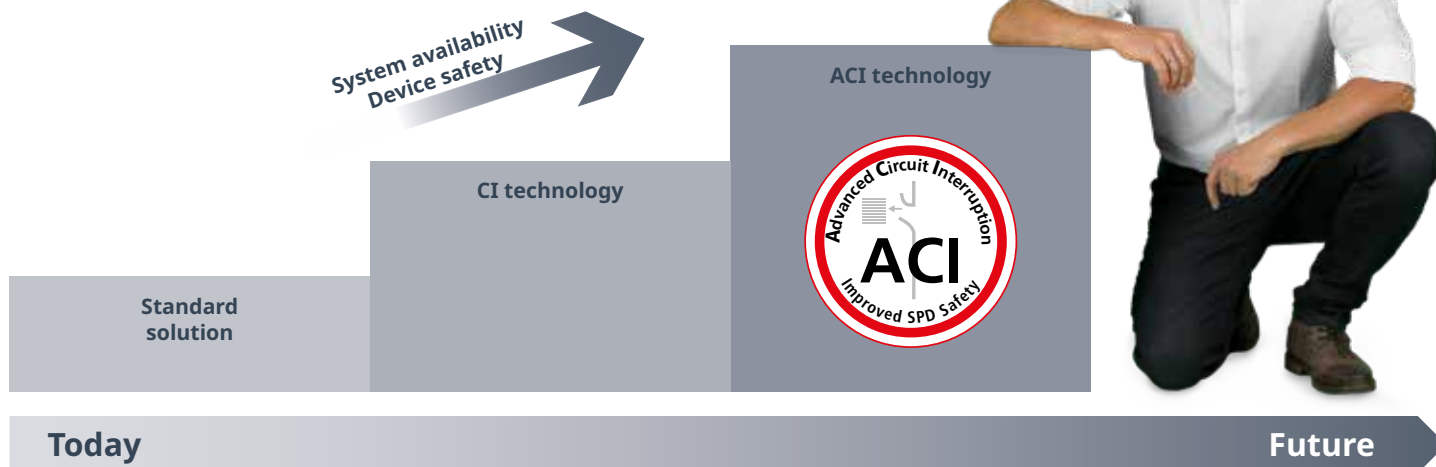 System availability
Device safety
ACI technology
CI technology
Advanced Circuit Interruption
ACI
Improved SPD Safety
Standard
solution
Today
Future